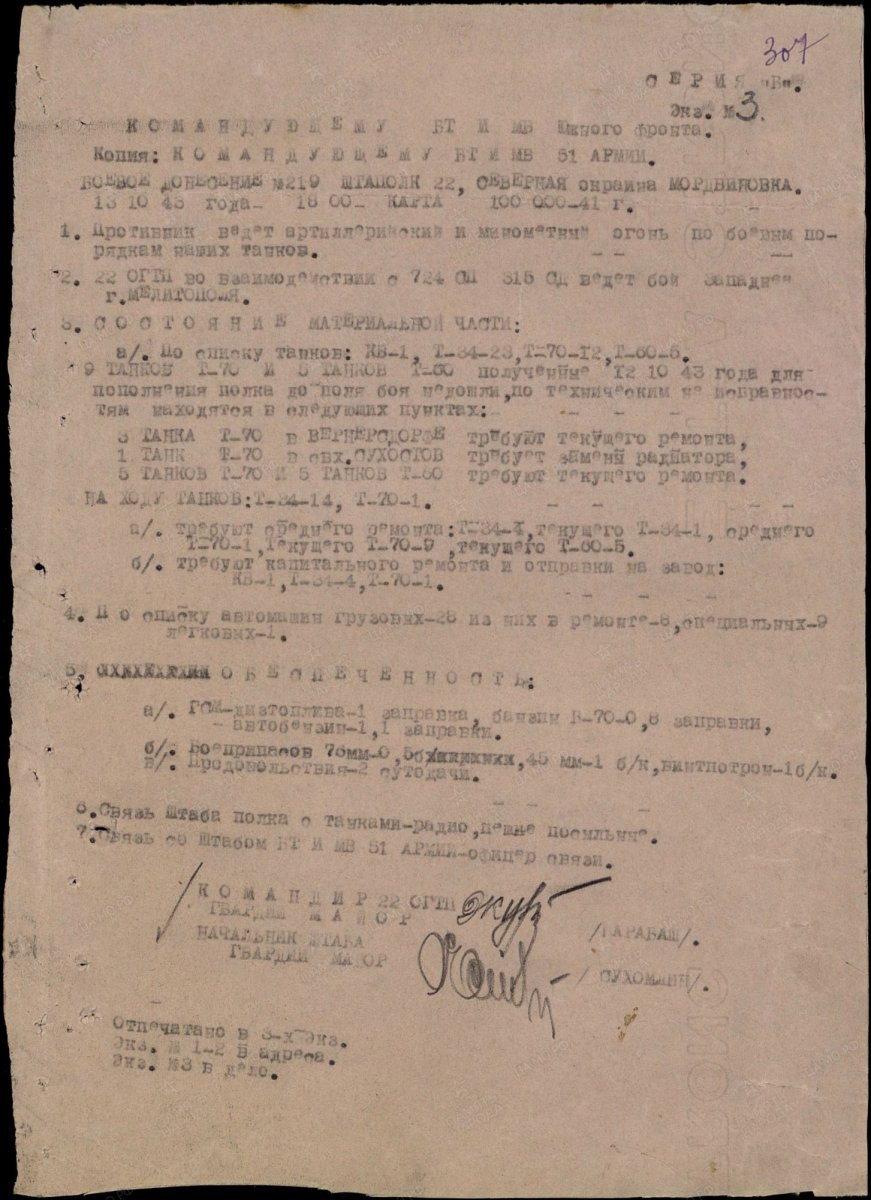 307
СЕРИЯ "В".
Экз. № 3.
КОМАНДУЮЩЕМУ БТ И МВ Южного фронта.
Копия: КОМАНДУЮЩЕМУ БТ И МВ 51 АРМИИ.
БОЕВОЕ ДОНЕСЕНИЕ №219 ШТАПОЛК 22, СЕВЕРНАЯ окраина МОРДВИНОВКА.
13 10 43 года- 18 00- КАРТА 100 000-41 г.
1. Противник ведет артиллерийский и минометный огонь по боевым по-
рядкам наших танков.
2. 22 ОГТП во взаимодействии с 724 СП 315 СД ведет бой западнее
г.МЕЛИТОПОЛЯ.
3. СОСТОЯНИЕ МАТЕРИАЛЬНОЙ ЧАСТИ:
а/. По списку танков: КВ-1, Т-34-23,Т-70-12,Т-60-5.
9 ТАНКОВ Т-70 И 5 ТАНКОВ Т-60 полученные 12 10 43 года для
пополнения полка до поля боя недошли,по техническим не исправнос-
тям находятся в следующих пунктах:
3 ТАНКА Т-70 в ВЕРНЕРСДОРФЕ требуют текущего ремонта,
1 ТАНК Т-70 в свх.СУХОСТОВ требует замены радиатора,
5 ТАНКОВ Т-70 И 5 ТАНКОВ Т-60 требуют текущего ремонта.
НА ХОДУ ТАНКОВ:Т-34-14, Т-70-1.
а/. требуют среднего ремонта:Т-34-4,текущего Т-34-1, среднего
Т-70-1,текущего Т-70-9 ,текущего Т-60-5.
б/. требуют капитального ремонта и отправки на завод:
КВ-1,Т-34-4,Т-70-1.
4. П о списку автомашин грузовых-28 из них в ремонте-8,специальных-9
легковых-1.
5. ОБЕСПЕЧЕННОСТЬ:
а/. ГСМ-дизтоплива-1 заправка, бензин Б-70-0,8 заправки,
автобензин-1,1 заправки.
б/. Боеприпасов 76мм-0,5б/ 45 мм-1 б/к,винтпотрон-1б/к.
в/. Продовольствия-2 сутодачи.
6.Связь Штаба полка с танками-радио,пешие посыльные.
7.Связь со Штабом БТ И МВ 51 АРМИИ-офицер связи.
КОМАНДИР 22 ОГТП
ГВАРДИИ МАЙОР /КАРАБАШ/.
НАЧАЛЬНИК ШТАБА
ГВАРДИИ МАЙОР / СУХОМЛИН/.
Отпечатано в 3-х экз.
Экз. № 1-2 в адреса.
Экз. №3 в дело.